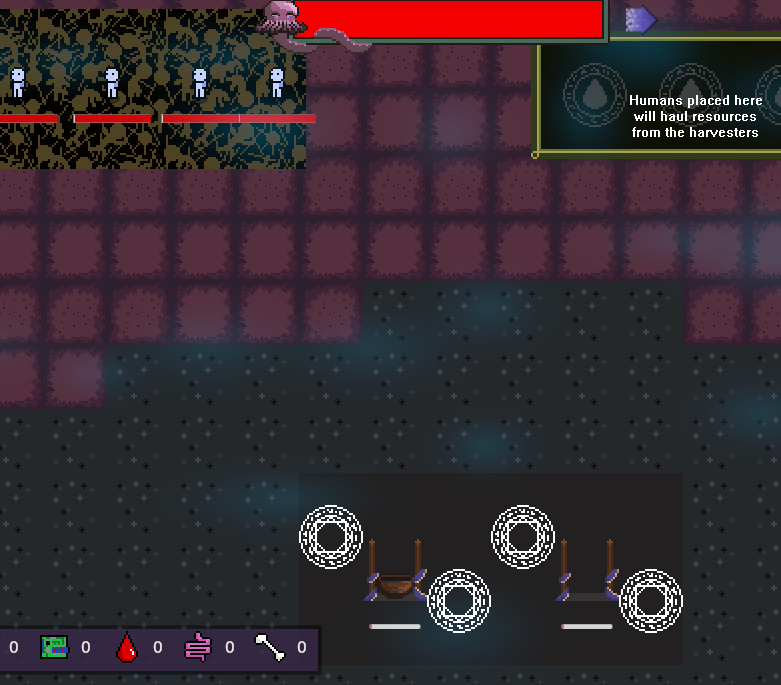 Humans placed here
will haul resources
from the harvesters
0 0 0 0 0